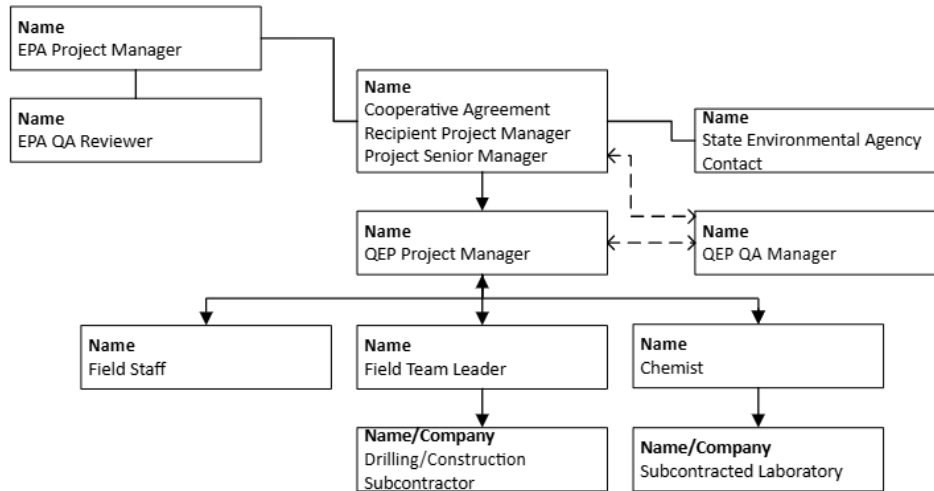 Name
EPA Project Manager
Name
EPA QA Reviewer
Name
Cooperative Agreement
Recipient Project Manager
Project Senior Manager
Name
State Environmental Agency
Contact
Name
QEP Project Manager
Name
QEP QA Manager
Name
Field Staff
Name
Field Team Leader
Name
Chemist
Name/Company
Drilling/Construction
Subcontractor
Name/Company
Subcontracted Laboratory